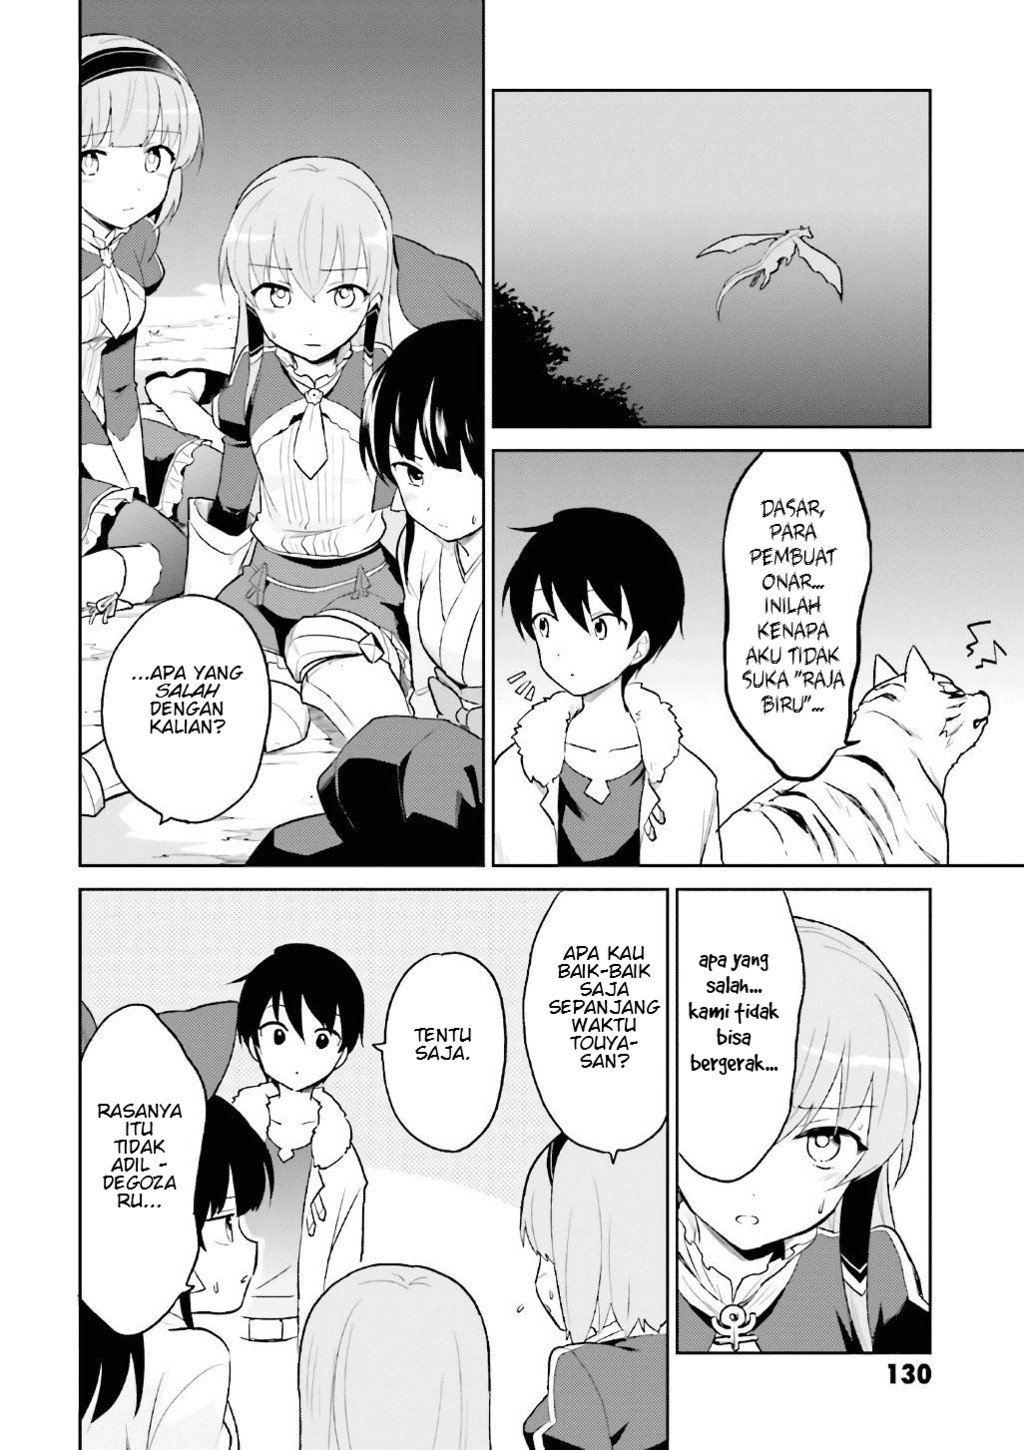 DASAR,
PARA
PEMBUAT
ONAR...
INILAH
KENAPA
AKU TIDAK
SUKA "RAJA
BIRU"...
...APA YANG
SALAH
DENGAN
KALIAN?
apa yang
salah...
kami tidak
bisa
bergerak...
APA KAU
BAIK-BAIK
SAJA
SEPANJANG
WAKTU
TOUYA-
SAN?
TENTU
SAJA.
RASANYA
ITU
TIDAK
ADIL -
DEGOZA
RU...
130